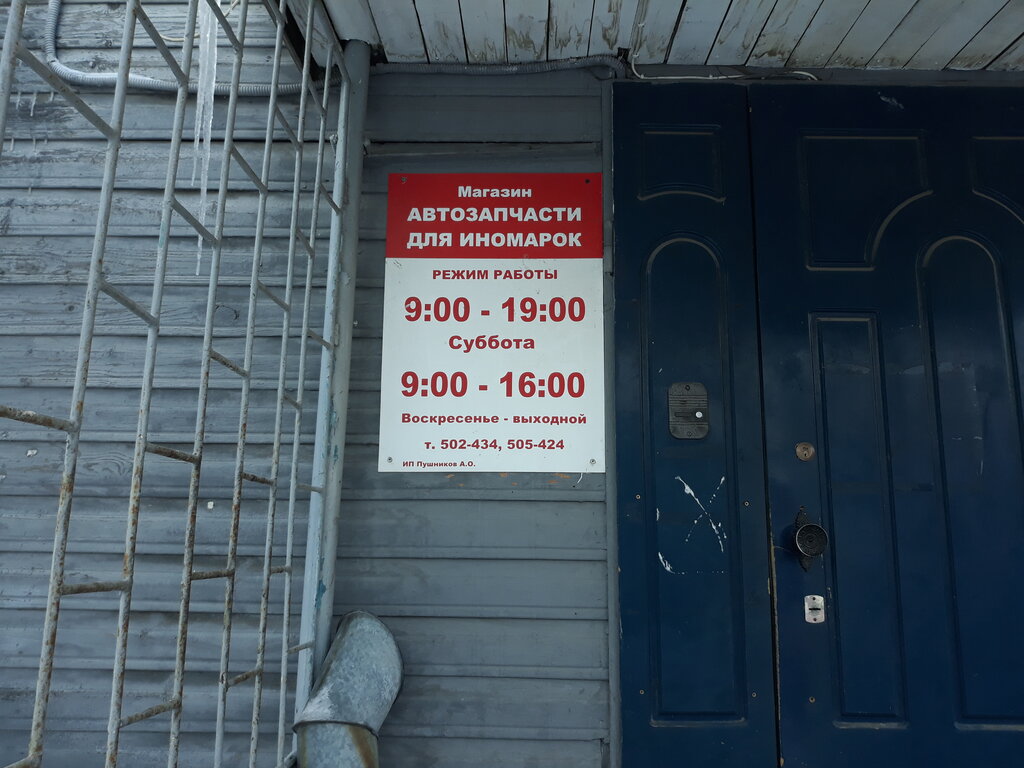 Магазин
АВТОЗАПЧАСТИ
ДЛЯ ИНОМАРОК
РЕЖИМ РАБОТЫ
9:00 - 19:00
Суббота
9:00 - 16:00
Воскресенье - выходной
т. 502-434, 505-424
ИП Пушников А.О.